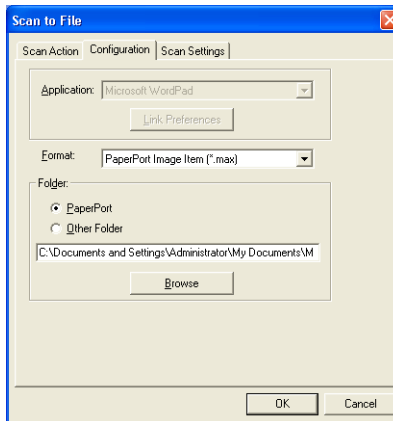 Scan to File
Scan Action Configuration Scan Settings
Application: Microsoft WordPad
Link Preferences
Format: PaperPort Image Item (*.max)
Folder:
PaperPort
Other Folder
C:\Documents and Settings\Administrator\My Documents\M
Browse
OK Cancel